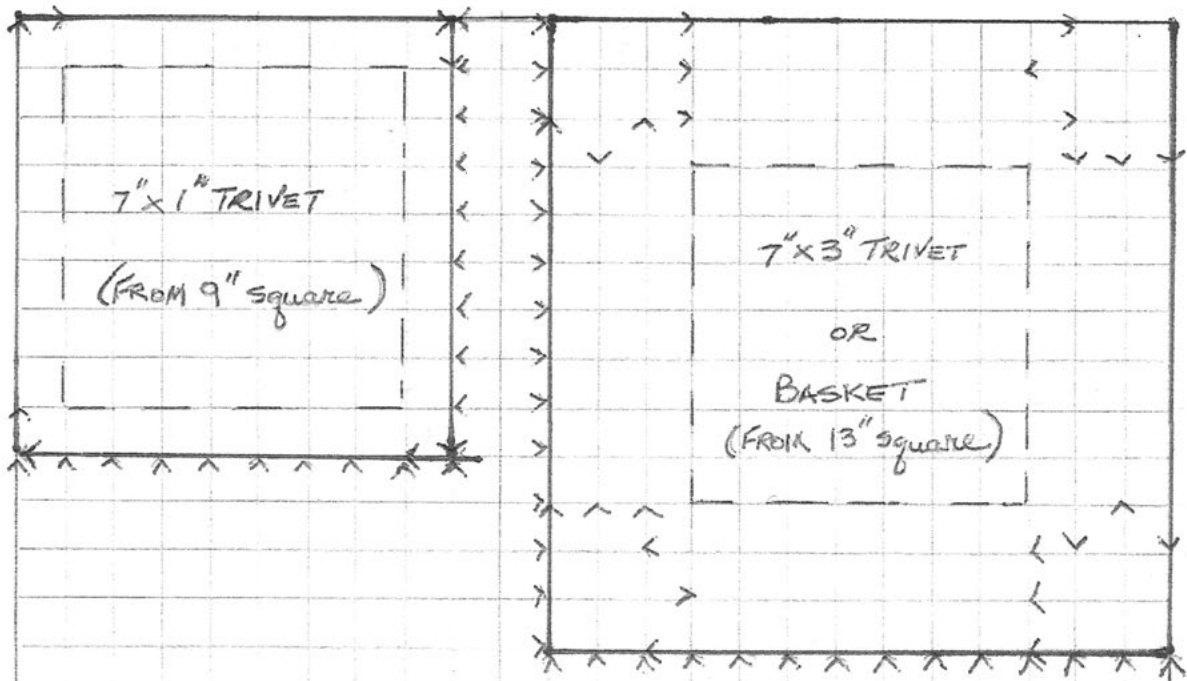 7" x 1" TRIVET
(FROM 9" square)
7" x 3" TRIVET
OR
BASKET
(FROM 13" square)